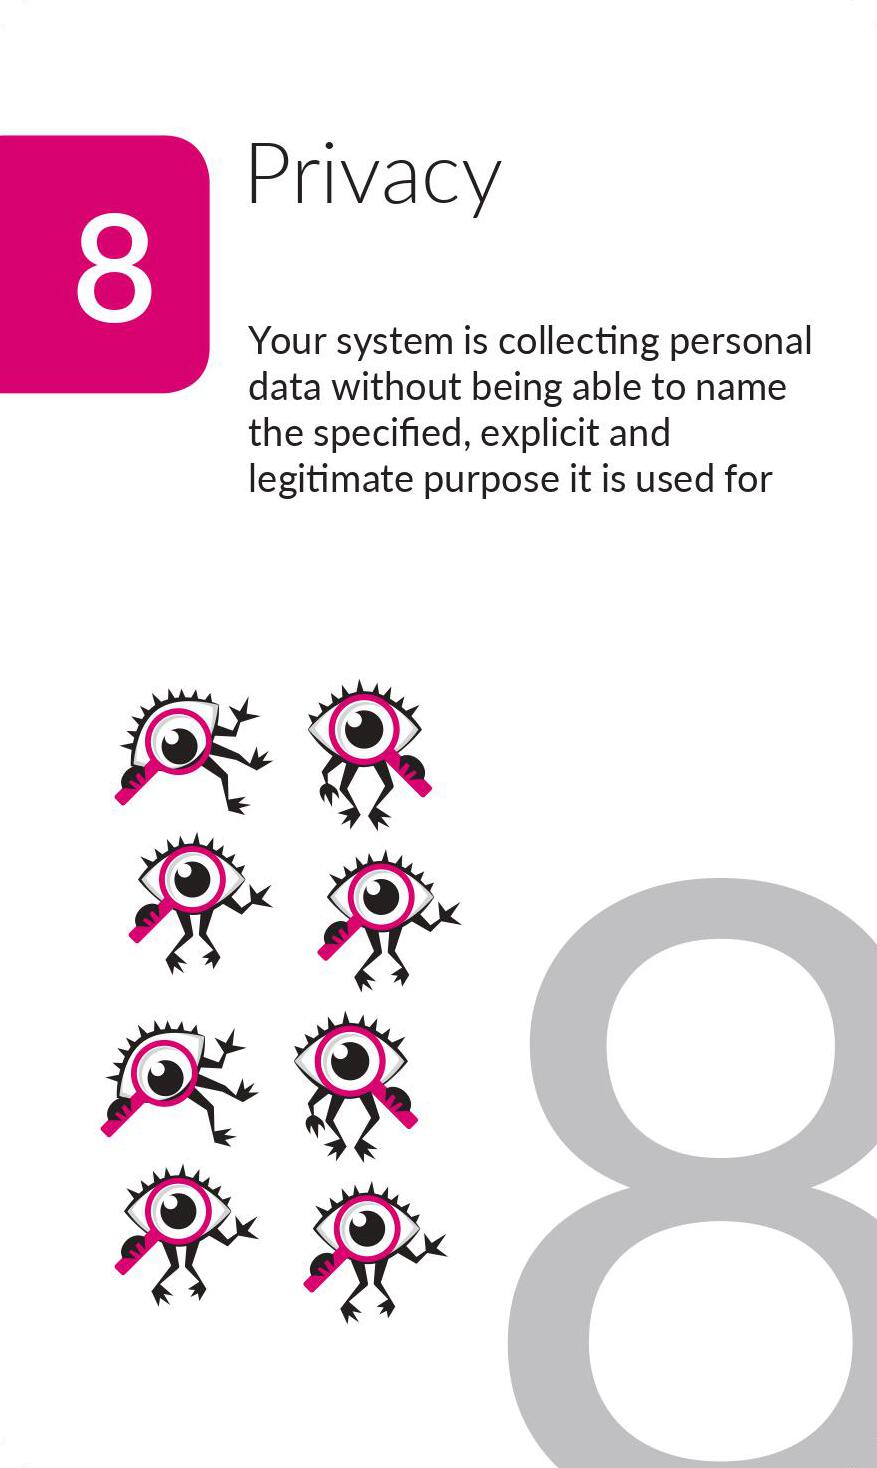 8
Privacy
Your system is collecting personal
data without being able to name
the specified, explicit and
legitimate purpose it is used for
8